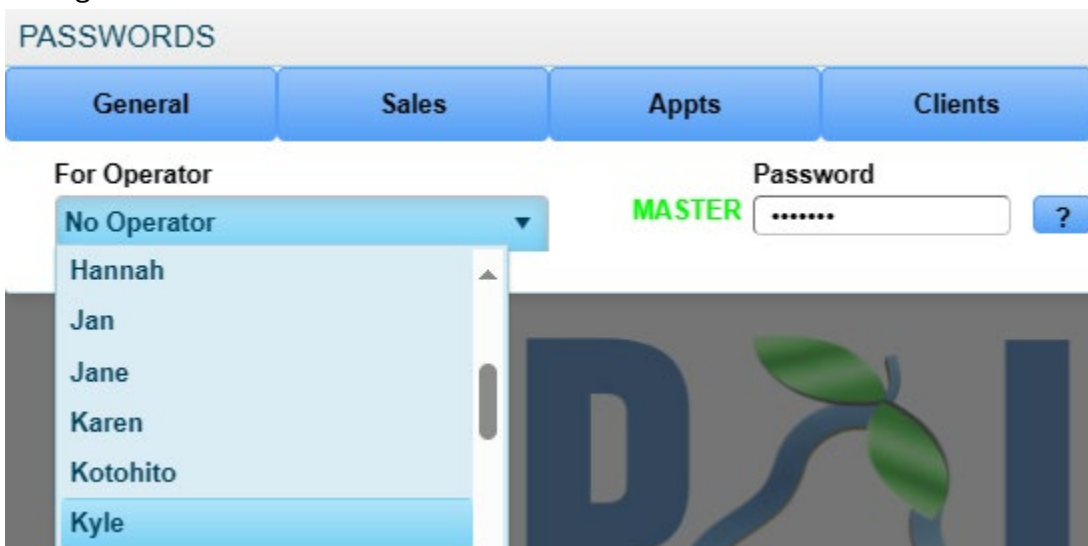 PASSWORDS
General Sales Appts Clients
For Operator Password
No Operator MASTER ••••••• ?
Hannah
Jan
Jane
Karen
Kotohito
Kyle